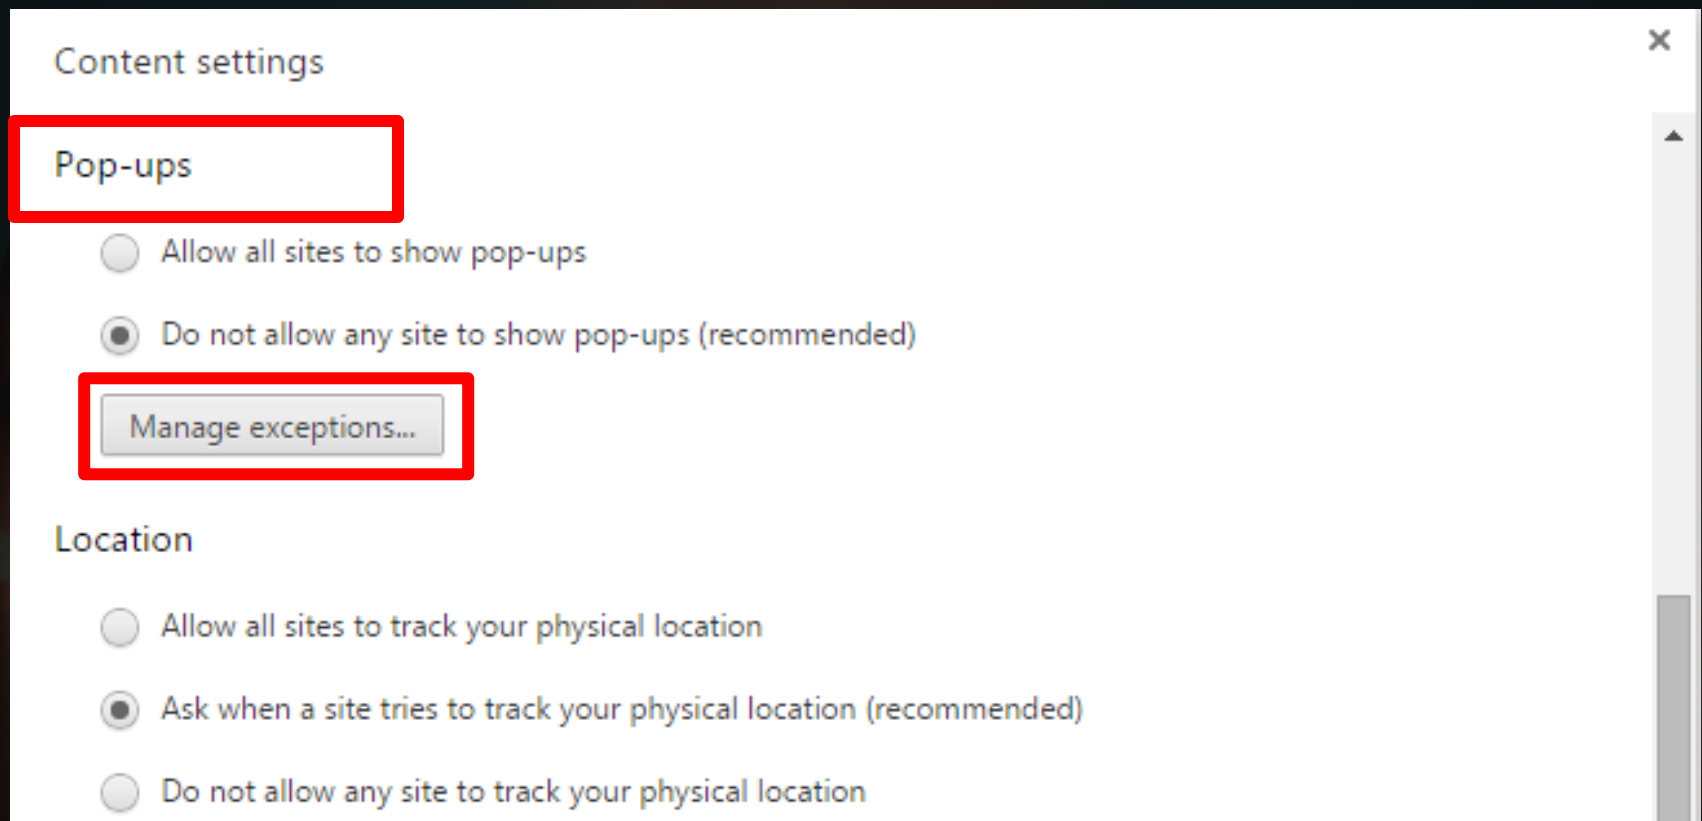 Content settings
Pop-ups
Allow all sites to show pop-ups
Do not allow any site to show pop-ups (recommended)
Manage exceptions...
Location
Allow all sites to track your physical location
Ask when a site tries to track your physical location (recommended)
Do not allow any site to track your physical location